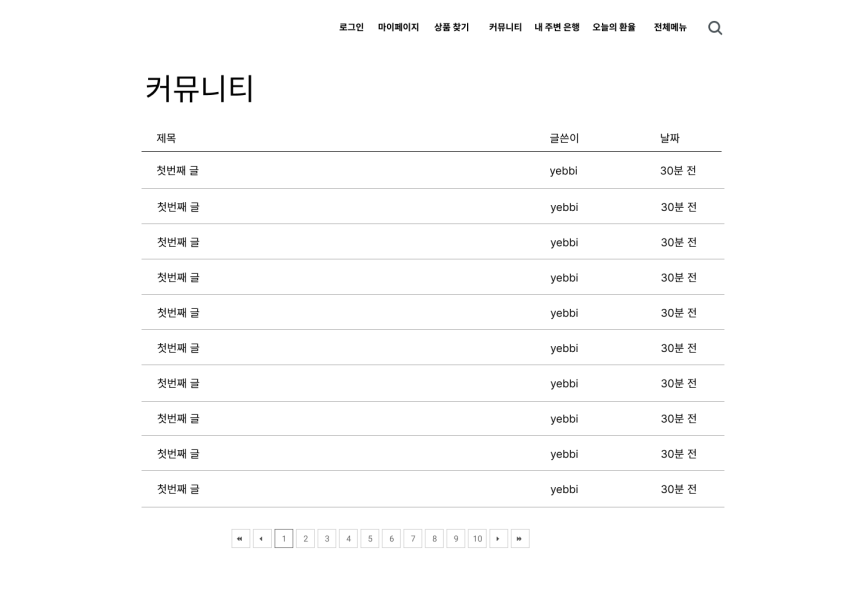 로그인 마이페이지 상품 찾기 커뮤니티 내 주변 은행 오늘의 환율 전체메뉴
커뮤니티
제목 글쓴이 날짜
첫번째 글 yebbi 30분 전
첫번째 글 yebbi 30분 전
첫번째 글 yebbi 30분 전
첫번째 글 yebbi 30분 전
첫번째 글 yebbi 30분 전
첫번째 글 yebbi 30분 전
첫번째 글 yebbi 30분 전
첫번째 글 yebbi 30분 전
첫번째 글 yebbi 30분 전
첫번째 글 yebbi 30분 전
1 2 3 4 5 6 7 8 9 10